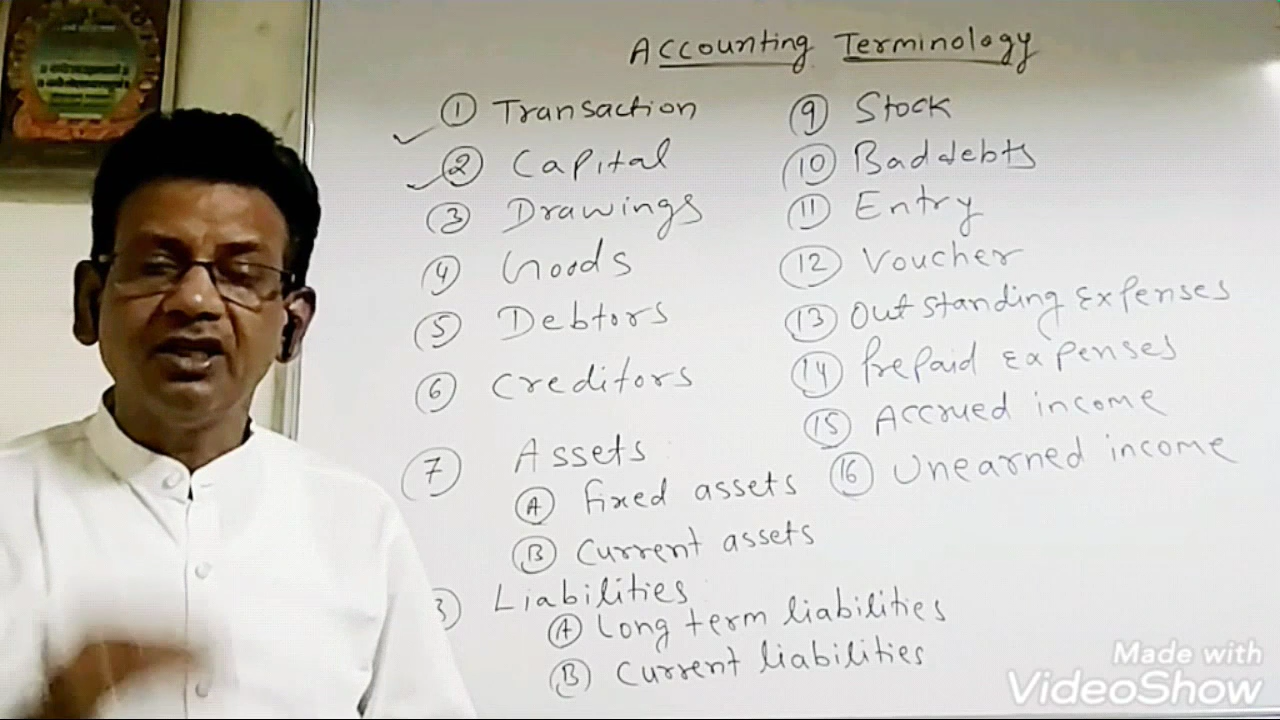 Accounting Terminology
① Transaction
② Capital
③ Drawings
④ Goods
⑤ Debtors
⑥ Creditors
⑦ Assets
Ⓐ Fixed assets
Ⓑ Current assets
Liabilities
Ⓐ Long term liabilities
Ⓑ Current liabilities
⑨ Stock
⑩ Bad debts
⑪ Entry
⑫ Voucher
⑬ Outstanding Expenses
⑭ Prepaid Expenses
⑮ Accrued income
⑯ Unearned income
Made with
VideoShow